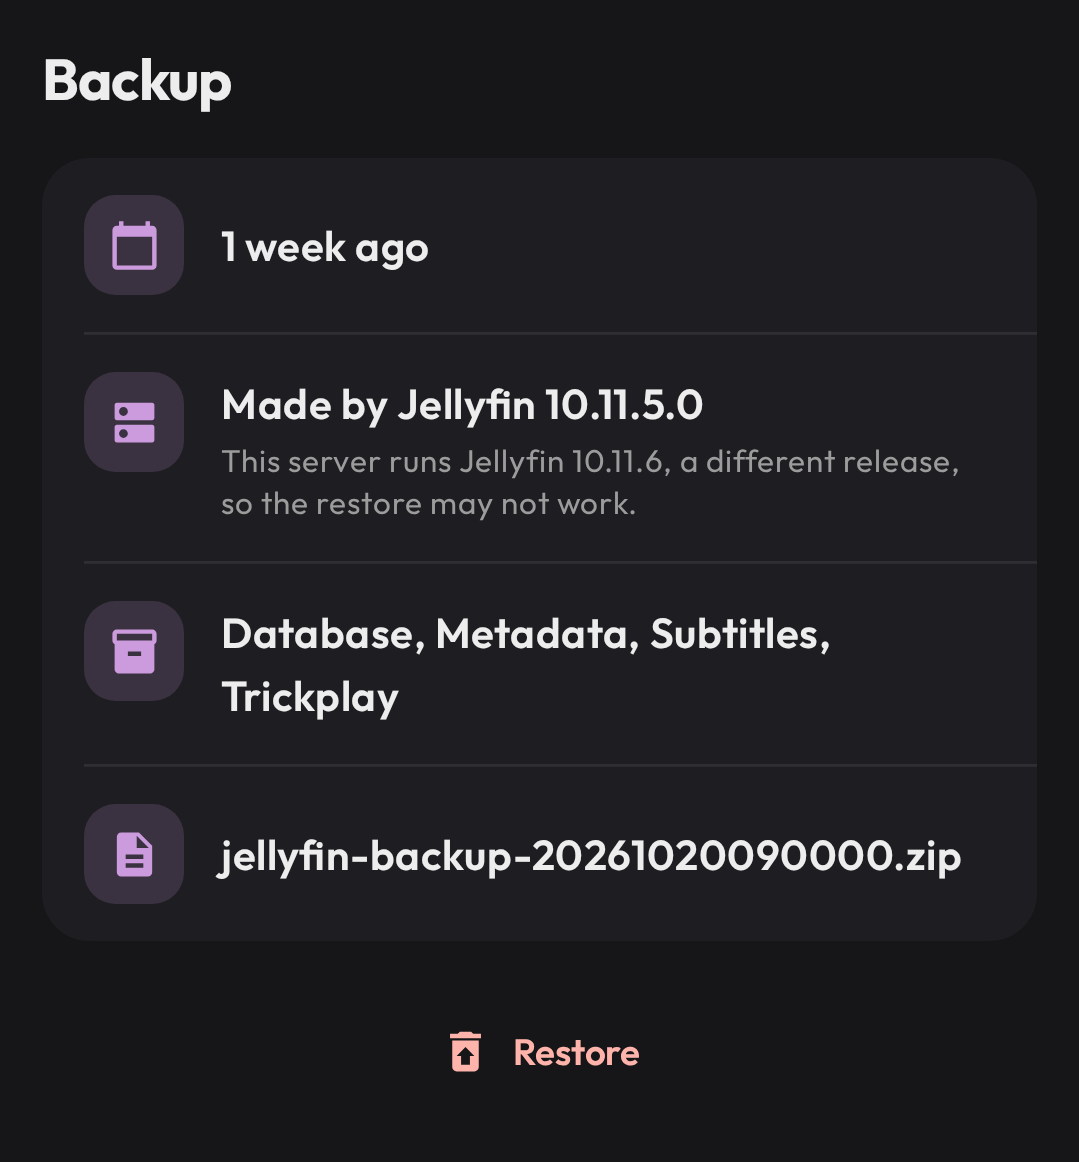 Backup
1 week ago
Made by Jellyfin 10.11.5.0
This server runs Jellyfin 10.11.6, a different release,
so the restore may not work.
Database, Metadata, Subtitles,
Trickplay
jellyfin-backup-20261020090000.zip
Restore